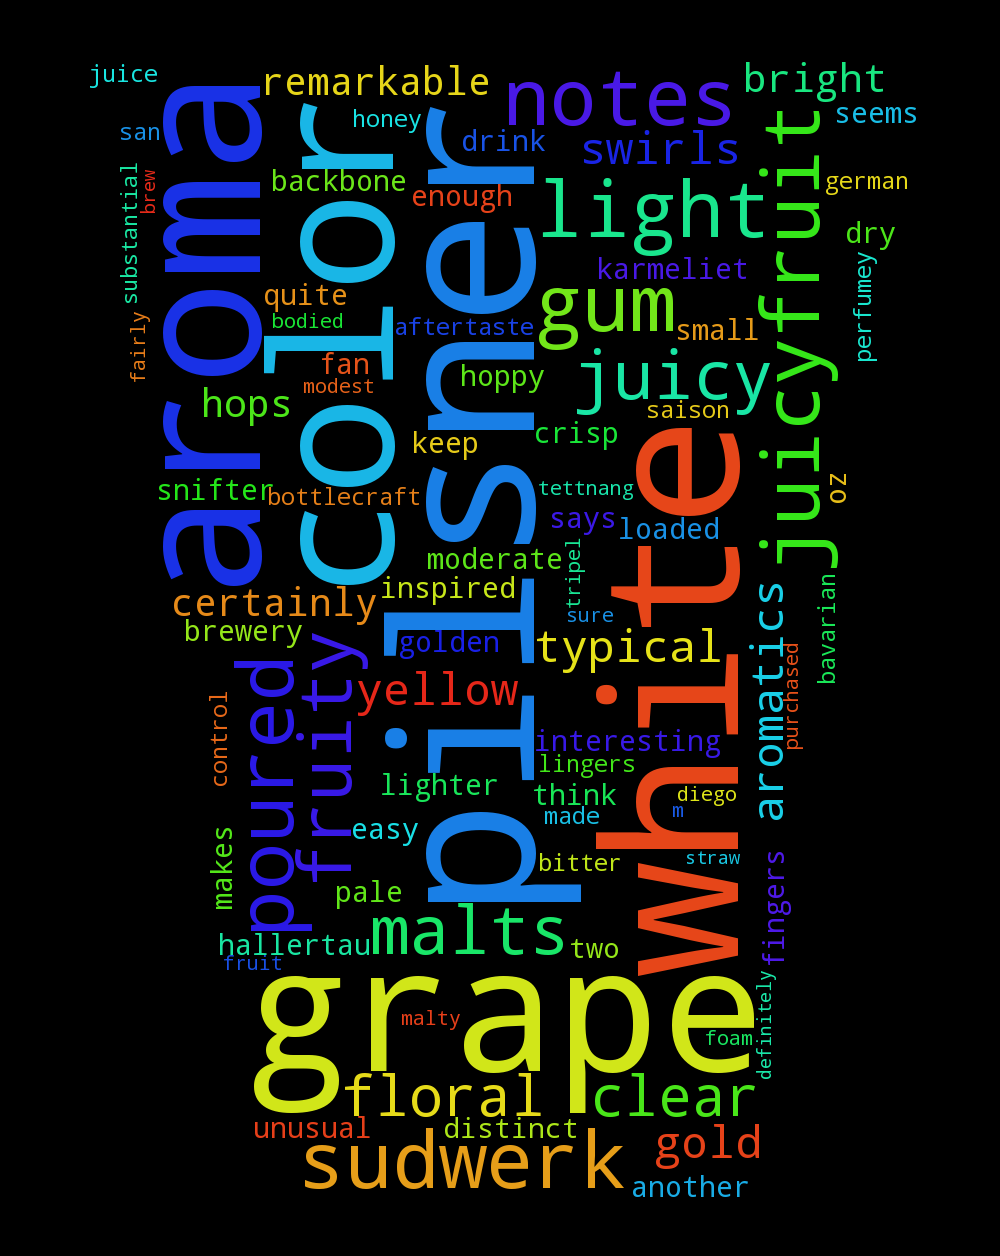 juice
remarkable
notes
bright
san
honey
drink
swirls
seems
aroma
color
pilsner
substantial
brew
backbone
enough
light
juicyfruit
german
dry
karmeliet
perfumey
quite
bodied
aftertaste
gum
small
fairly
fan
modest
hoppy
juicy
hops
saison
keep
crisp
white
snifter
bottlecraft
tettnang
oz
says
loaded
moderate
tripel
inspired
certainly
sure
aromatics
bavarian
brewery
golden
typical
purchased
poured
fruity
yellow
control
interesting
lingers
lighter
think
diego
made
m
easy
makes
bitter
straw
fingers
pale
malts
hallertau
two
fruit
grape
malty
foam
definitely
floral
clear
unusual
distinct
sudwerk
gold
another